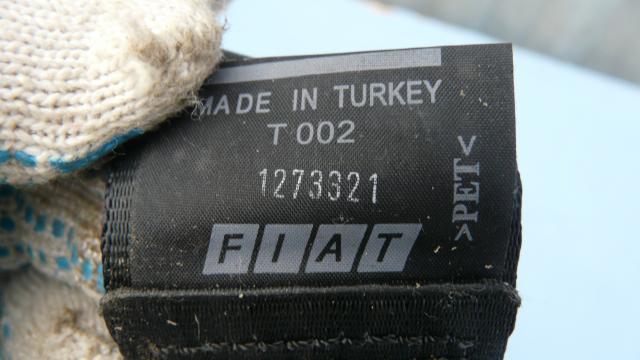 MADE IN TURKEY
T 002
1273321
FIAT
>PET<